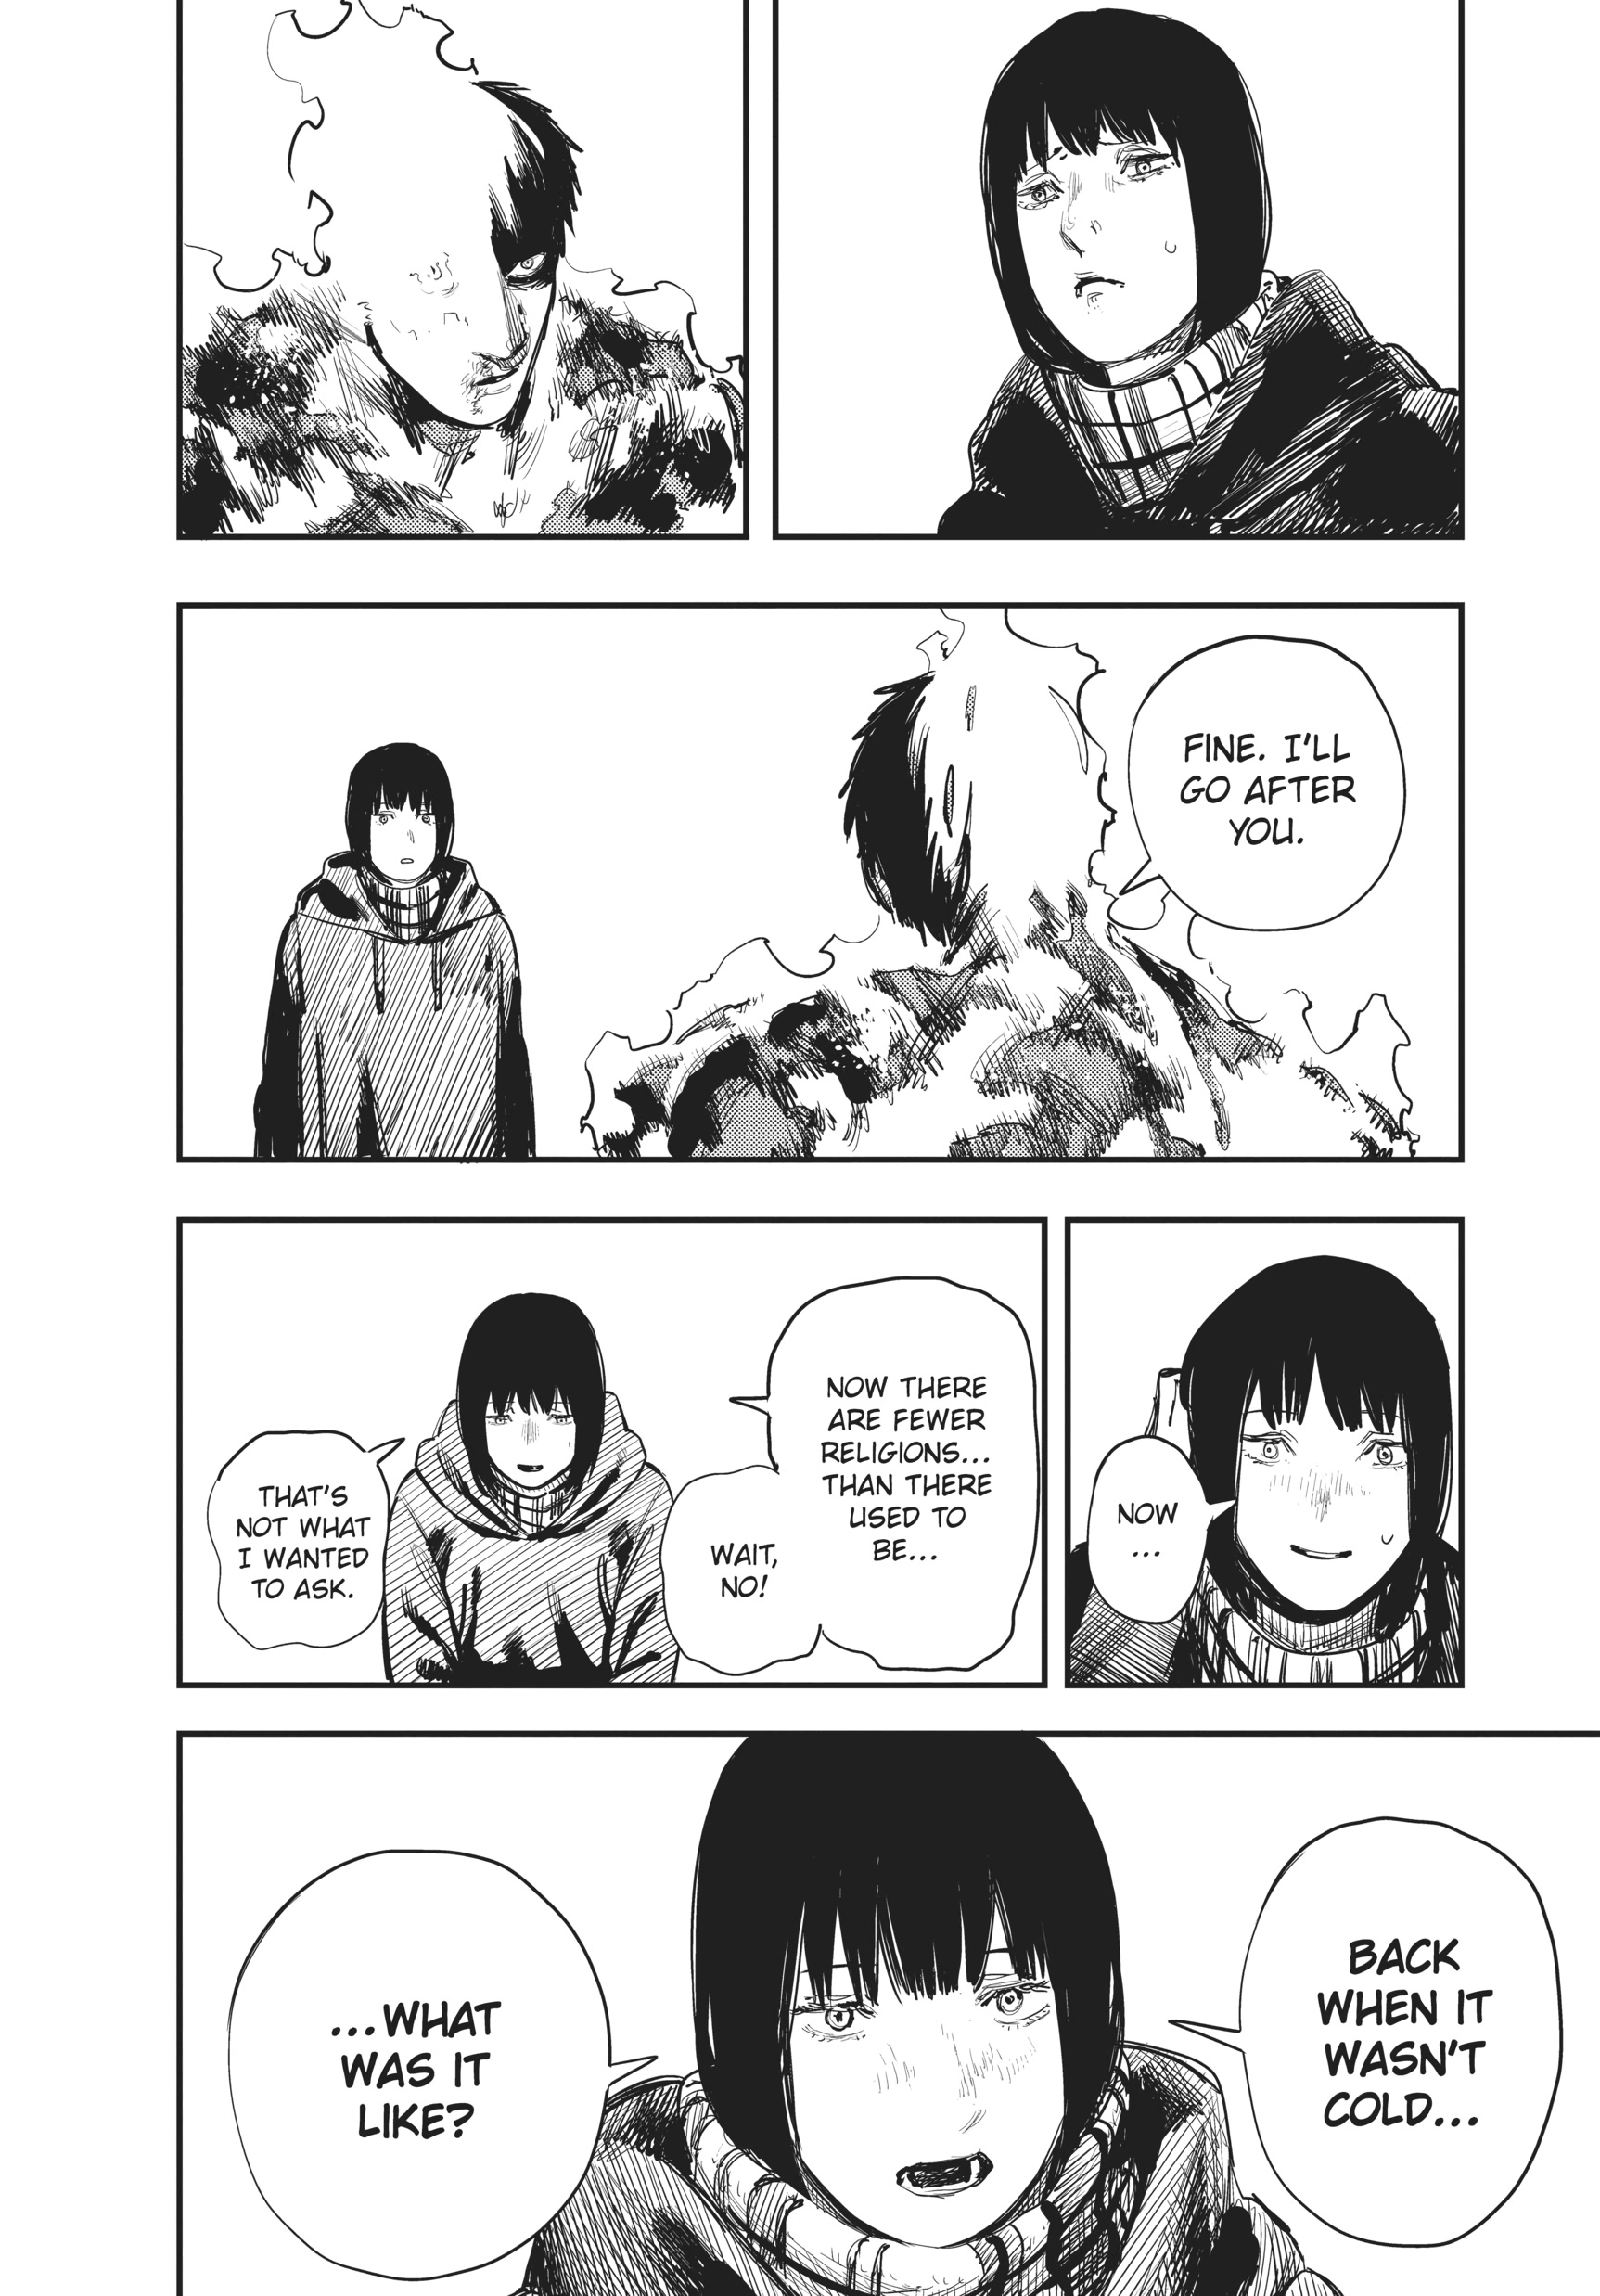 FINE. I'LL
GO AFTER
YOU.
NOW
...
NOW THERE
ARE FEWER
RELIGIONS...
THAN THERE
USED TO
BE...
WAIT,
NO!
THAT'S
NOT WHAT
I WANTED
TO ASK.
BACK
WHEN IT
WASN'T
COLD...
...WHAT
WAS IT
LIKE?